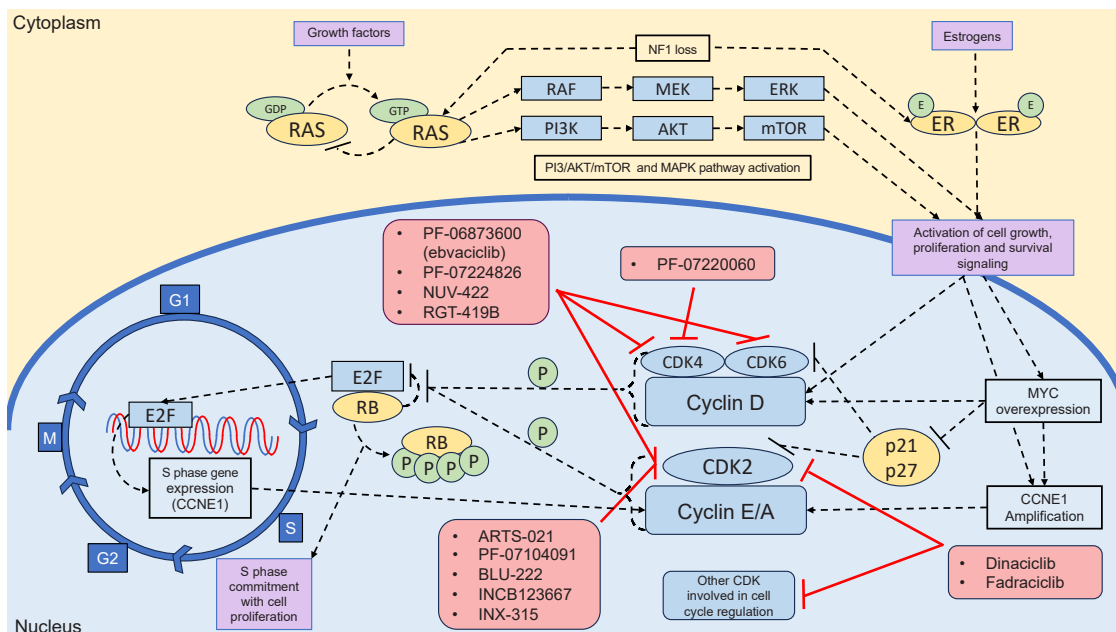 Cytoplasm
Growth factors
NF1 loss
Estrogens
GDP
RAS
GTP
RAS
RAF
MEK
ERK
PI3K
AKT
mTOR
E
E
ER
ER
PI3/AKT/mTOR and MAPK pathway activation
Activation of cell growth,
proliferation and survival
signaling
• PF-06873600
(ebvaciclib)
• PF-07224826
• NUV-422
• RGT-419B
• PF-07220060
G1
M
G2
S
E2F
S phase gene
expression
(CCNE1)
E2F
RB
RB
P
P
P
P
P
P
CDK4
CDK6
Cyclin D
CDK2
Cyclin E/A
MYC
overexpression
p21
p27
CCNE1
Amplification
• ARTS-021
• PF-07104091
• BLU-222
• INCB123667
• INX-315
• Dinaciclib
• Fadraciclib
Other CDK
involved in cell
cycle regulation
S phase
commitment
with cell
proliferation
Nucleus